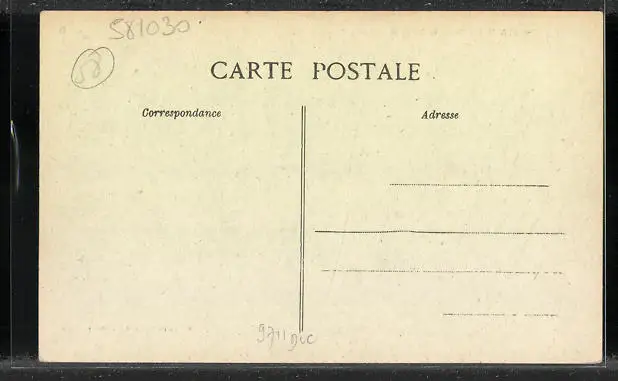 581030
58
CARTE POSTALE
Correspondance
Adresse